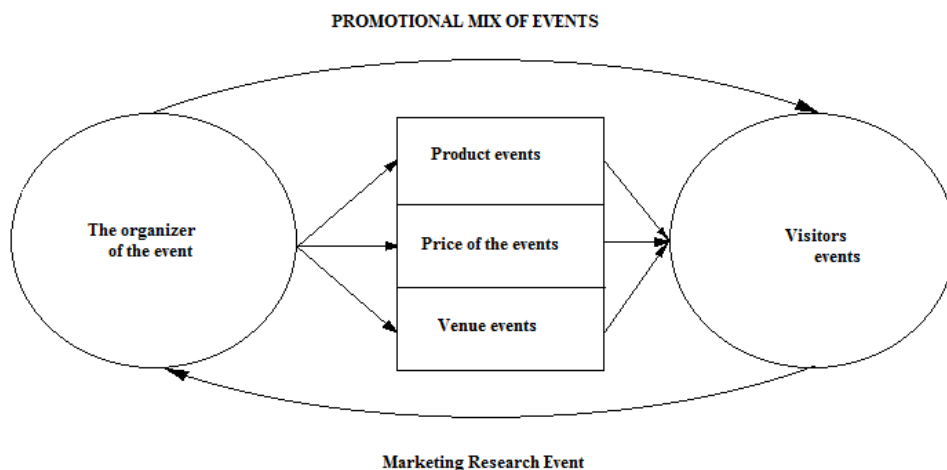 PROMOTIONAL MIX OF EVENTS
Product events
The organizer
of the event
Price of the events
Visitors
events
Venue events
Marketing Research Event